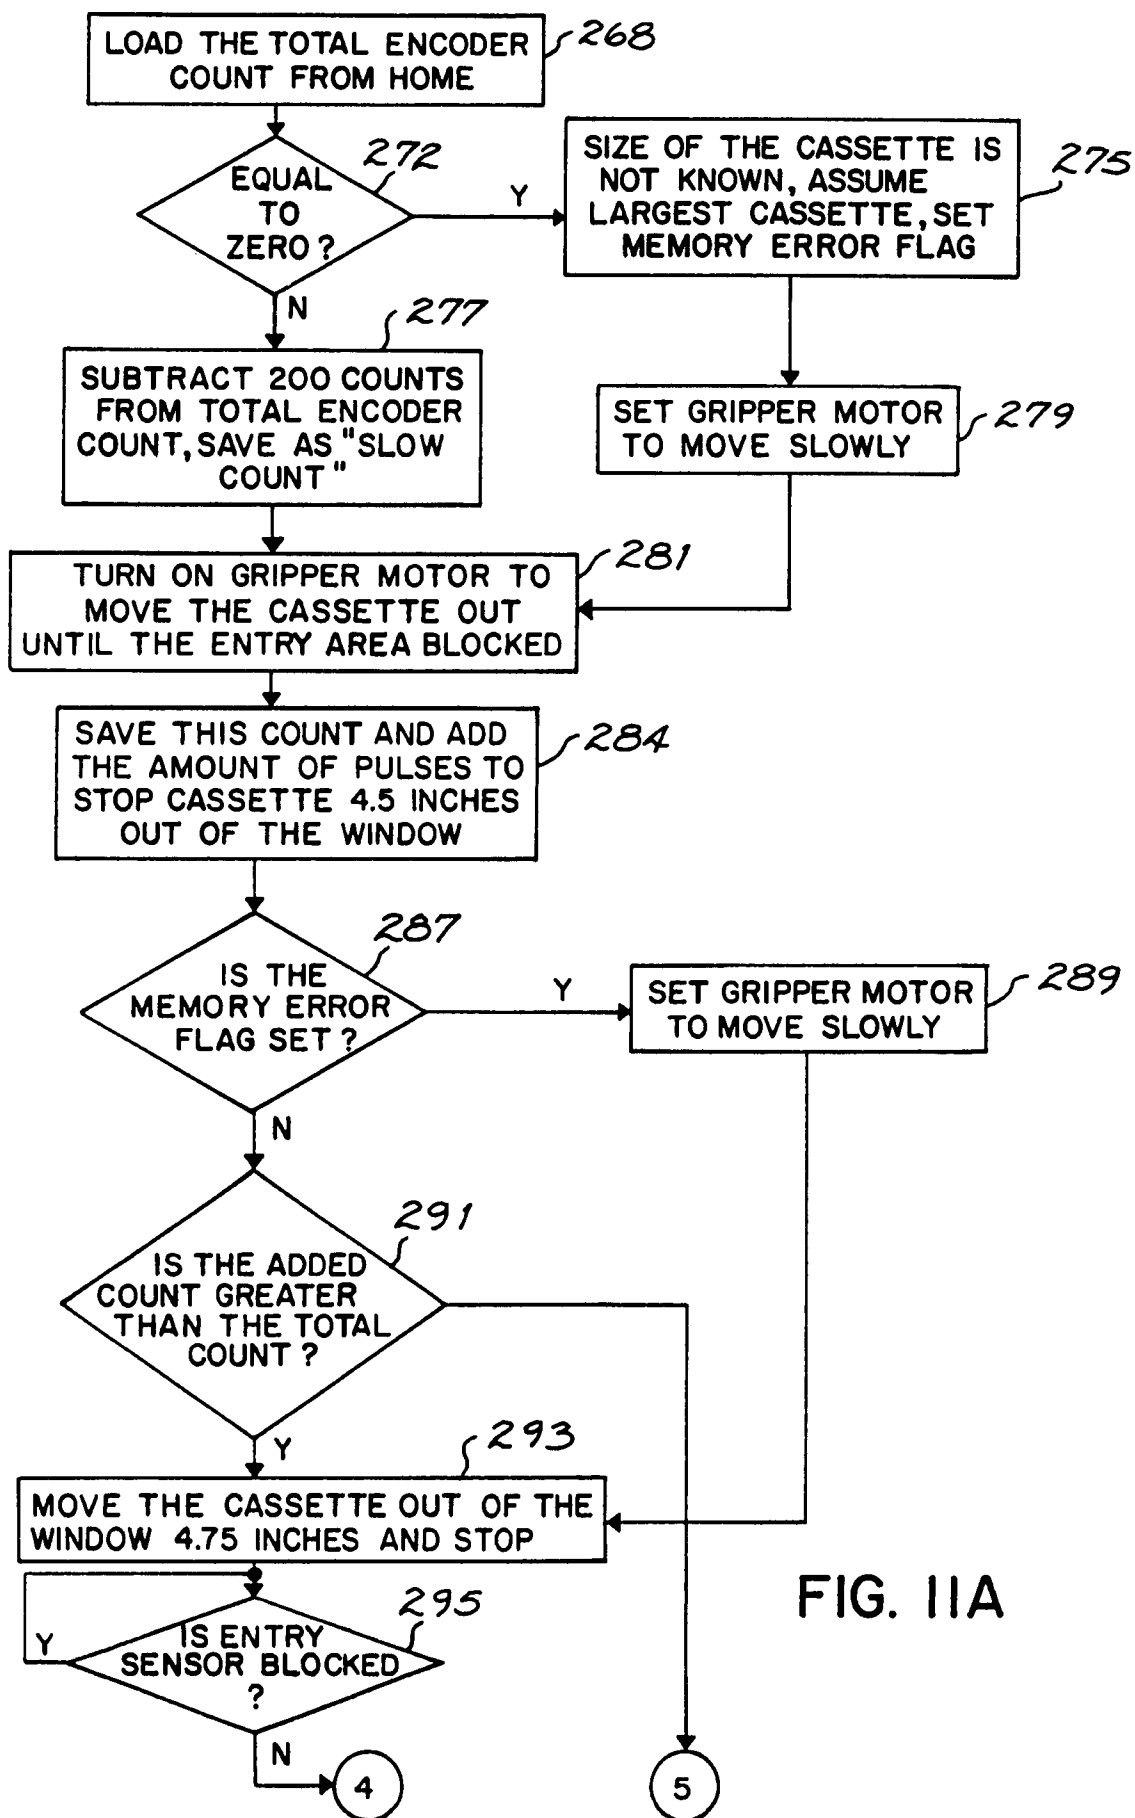 LOAD THE TOTAL ENCODER
COUNT FROM HOME
268
EQUAL
TO
ZERO?
272
Y
N
SIZE OF THE CASSETTE IS
NOT KNOWN, ASSUME
LARGEST CASSETTE, SET
MEMORY ERROR FLAG
275
277
SUBTRACT 200 COUNTS
FROM TOTAL ENCODER
COUNT, SAVE AS "SLOW
COUNT"
SET GRIPPER MOTOR
TO MOVE SLOWLY
279
TURN ON GRIPPER MOTOR TO
MOVE THE CASSETTE OUT
UNTIL THE ENTRY AREA BLOCKED
281
SAVE THIS COUNT AND ADD
THE AMOUNT OF PULSES TO
STOP CASSETTE 4.5 INCHES
OUT OF THE WINDOW
284
287
IS THE
MEMORY ERROR
FLAG SET?
Y
N
SET GRIPPER MOTOR
TO MOVE SLOWLY
289
291
IS THE ADDED
COUNT GREATER
THAN THE TOTAL
COUNT?
Y
293
MOVE THE CASSETTE OUT OF THE
WINDOW 4.75 INCHES AND STOP
295
IS ENTRY
SENSOR BLOCKED
?
Y
N
4
5
FIG. 11A